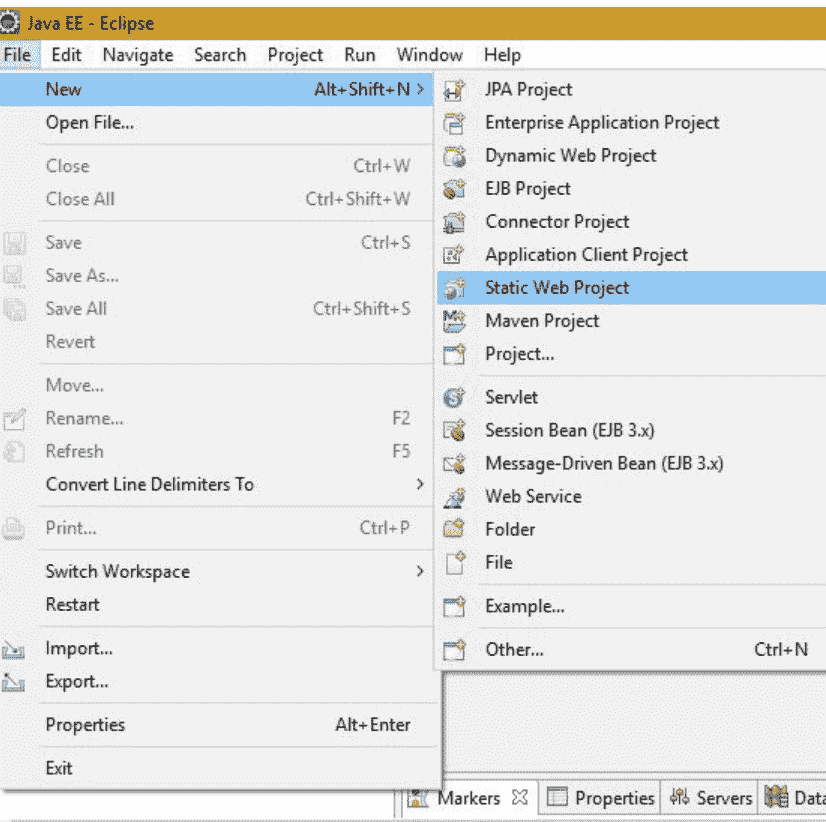 Java EE - Eclipse
File Edit Navigate Search Project Run Window Help
New Alt+Shift+N >
Open File...
Close Ctrl+W
Close All Ctrl+Shift+W
Save Ctrl+S
Save As...
Save All Ctrl+Shift+S
Revert
Move...
Rename... F2
Refresh F5
Convert Line Delimiters To >
Print... Ctrl+P
Switch Workspace >
Restart
Import...
Export...
Properties Alt+Enter
Exit
JPA Project
Enterprise Application Project
Dynamic Web Project
EJB Project
Connector Project
Application Client Project
Static Web Project
Maven Project
Project...
Servlet
Session Bean (EJB 3.x)
Message-Driven Bean (EJB 3.x)
Web Service
Folder
File
Example...
Other... Ctrl+N
Markers Properties Servers Data